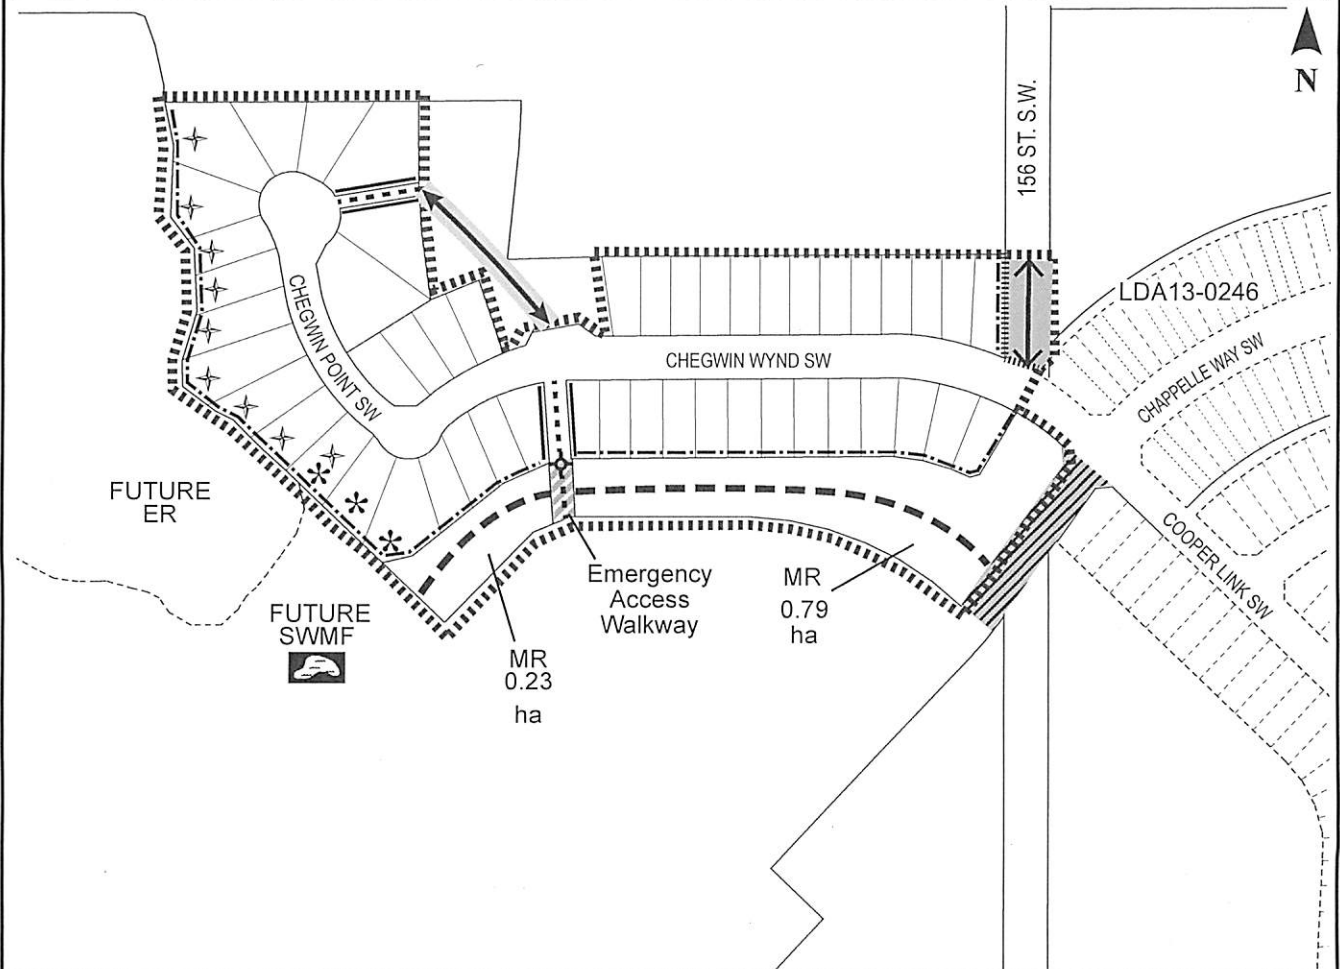 N
156 ST. S.W.
LDA13-0246
CHEGWIN POINT SW
CHEGWIN WYND SW
CHAPPELLE WAY SW
FUTURE
ER
COOPER LINK SW
Emergency
Access
Walkway
MR
0.79
ha
FUTURE
SWMF
MR
0.23
ha